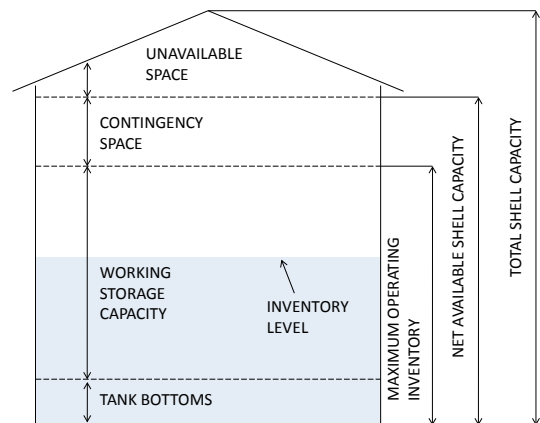 UNAVAILABLE
SPACE
CONTINGENCY
SPACE
WORKING
STORAGE
CAPACITY
INVENTORY
LEVEL
TANK BOTTOMS
MAXIMUM OPERATING
INVENTORY
NET AVAILABLE SHELL CAPACITY
TOTAL SHELL CAPACITY